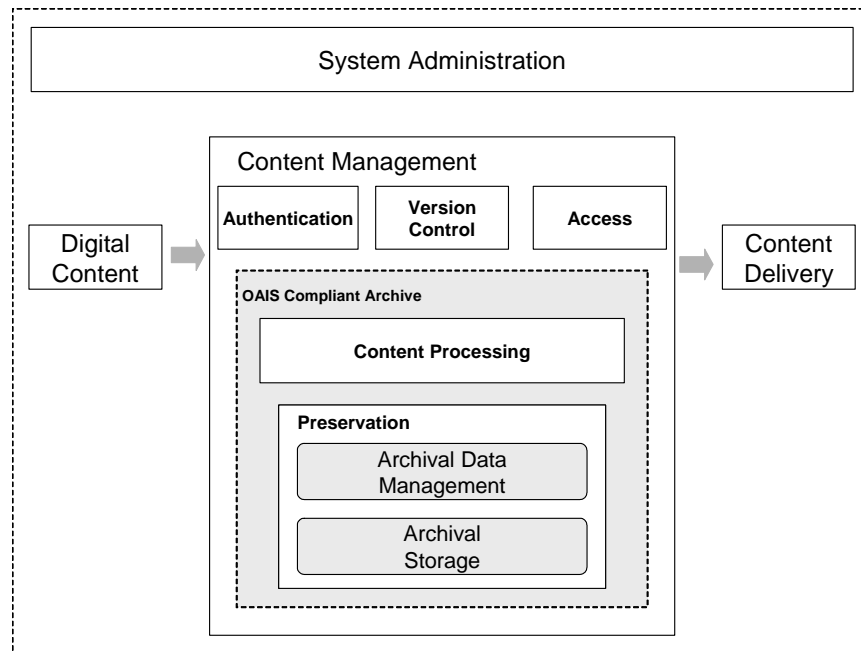 System Administration
Content Management
Authentication
Version
Control
Access
Digital
Content
Content
Delivery
OAIS Compliant Archive
Content Processing
Preservation
Archival Data
Management
Archival
Storage